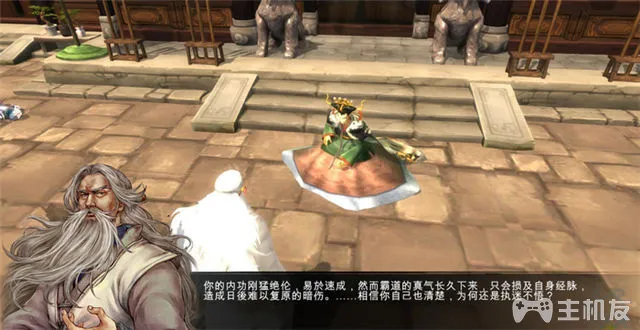 你的内功刚猛绝伦，易於速成，然而霸道的真气长久下来，只会损及自身经脉，
造成日後难以复原的暗伤。……相信你自己也清楚，为何还是执迷不悟？
主机友